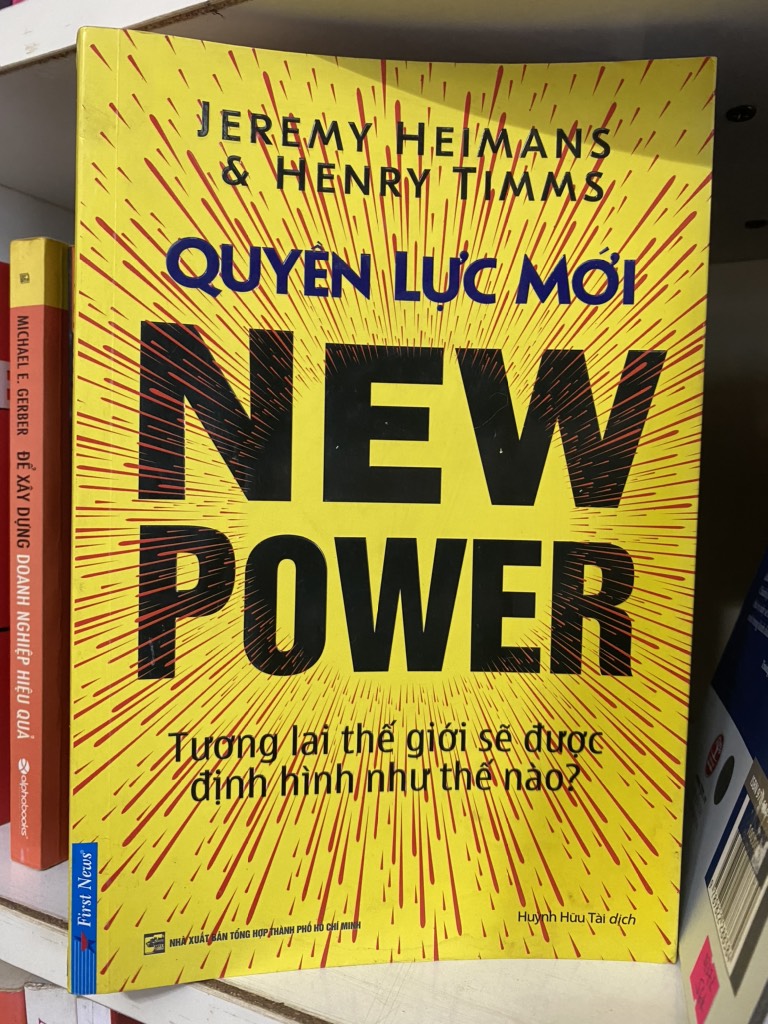 JEREMY HEIMANS
& HENRY TIMMS
QUYỀN LỰC MỚI
NEW
POWER
Tương lai thế giới sẽ được
định hình như thế nào?
First News
NHÀ XUẤT BẢN TỔNG HỢP THÀNH PHỐ HỒ CHÍ MINH
Huỳnh Hữu Tài dịch
MICHAEL E. GERBER ĐỂ XÂY DỰNG DOANH NGHIỆP HIỆU QUẢ
alphabooks